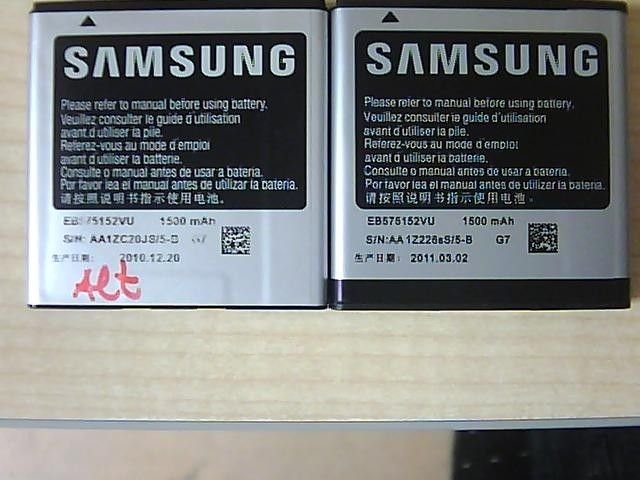 SAMSUNG
Please refer to manual before using battery.
Veuillez consulter le guide d'utilisation
avant d'utiliser la pile.
Referez-vous au mode d'emploi
avant d'utiliser la batterie.
Consulte o manual antes de usar a bateria.
Por favor lea el manual antes de utilizar la batería.
请按照说明书指示使用电池。
EB575152VU 1500 mAh
S/N: AA1ZC20JS/5-B G7
生产日期: 2010.12.20
Alt
SAMSUNG
Please refer to manual before using battery.
Veuillez consulter le guide d'utilisation
avant d'utiliser la pile.
Referez-vous au mode d'emploi
avant d'utiliser la batterie.
Consulte o manual antes de usar a bateria.
Por favor lea el manual antes de utilizar la batería.
请按照说明书指示使用电池。
EB575152VU 1500 mAh
S/N:AA1Z228sS/5-B G7
生产日期: 2011.03.02